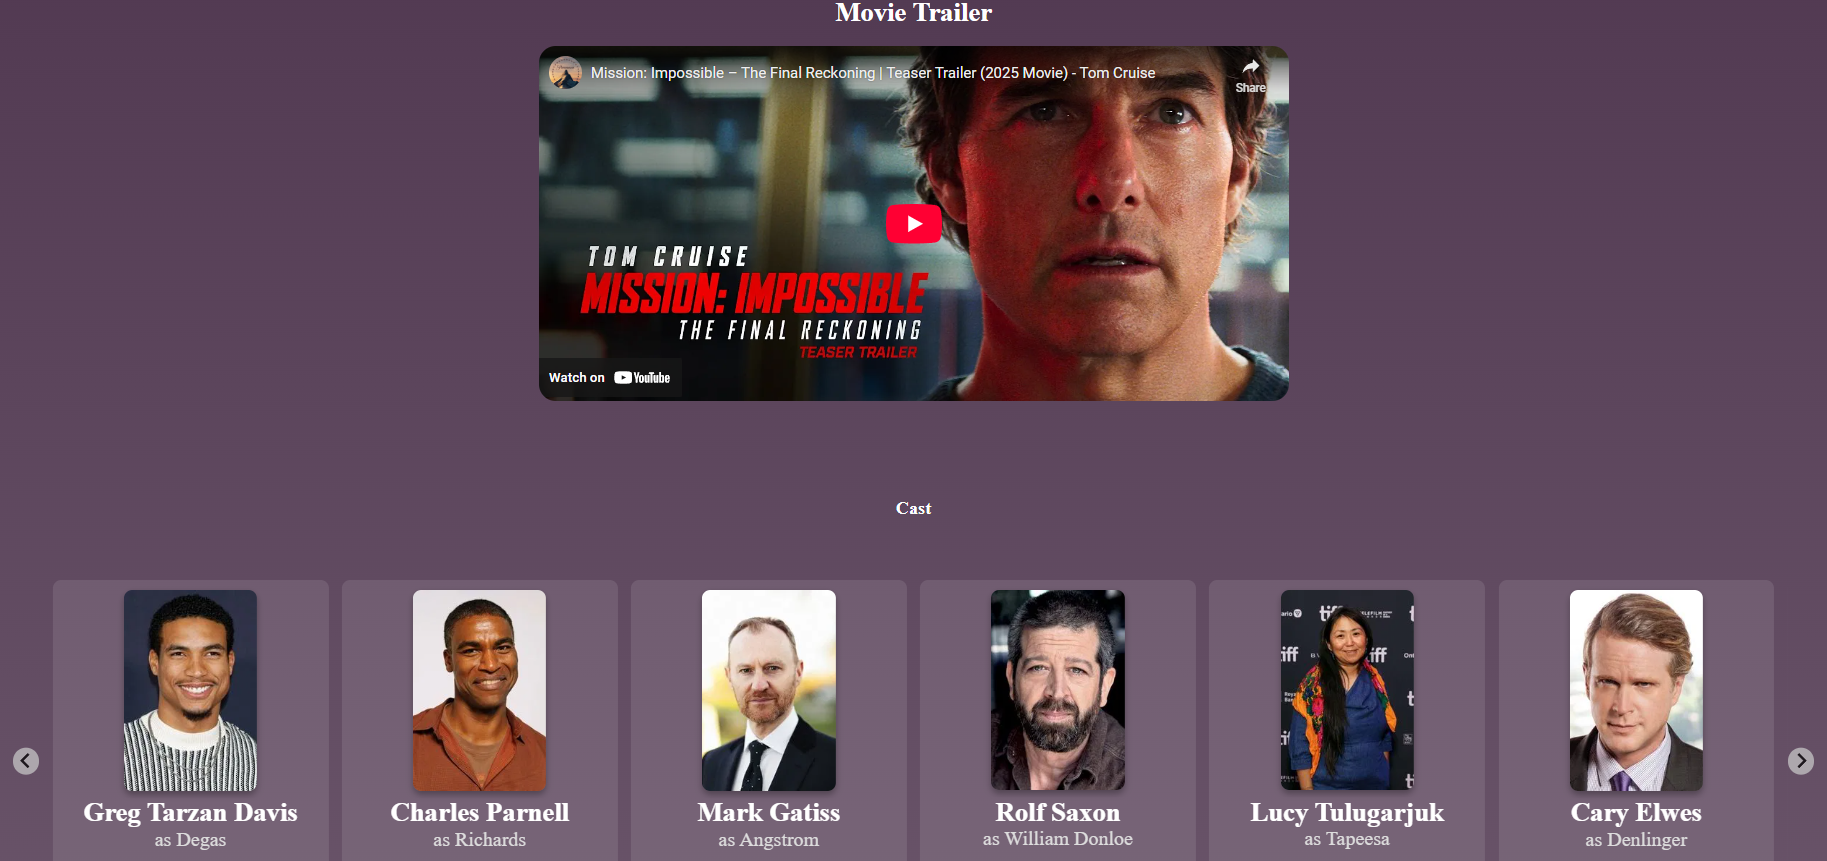 Movie Trailer
Mission: Impossible – The Final Reckoning | Teaser Trailer (2025 Movie) - Tom Cruise
Share
TOM CRUISE
MISSION: IMPOSSIBLE
THE FINAL RECKONING
TEASER TRAILER
Watch on YouTube
Cast
tiff
tiff
Greg Tarzan Davis
as Degas
Charles Parnell
as Richards
Mark Gatiss
as Angstrom
Rolf Saxon
as William Donloe
Lucy Tulugarjuk
as Tapeesa
Cary Elwes
as Denlinger